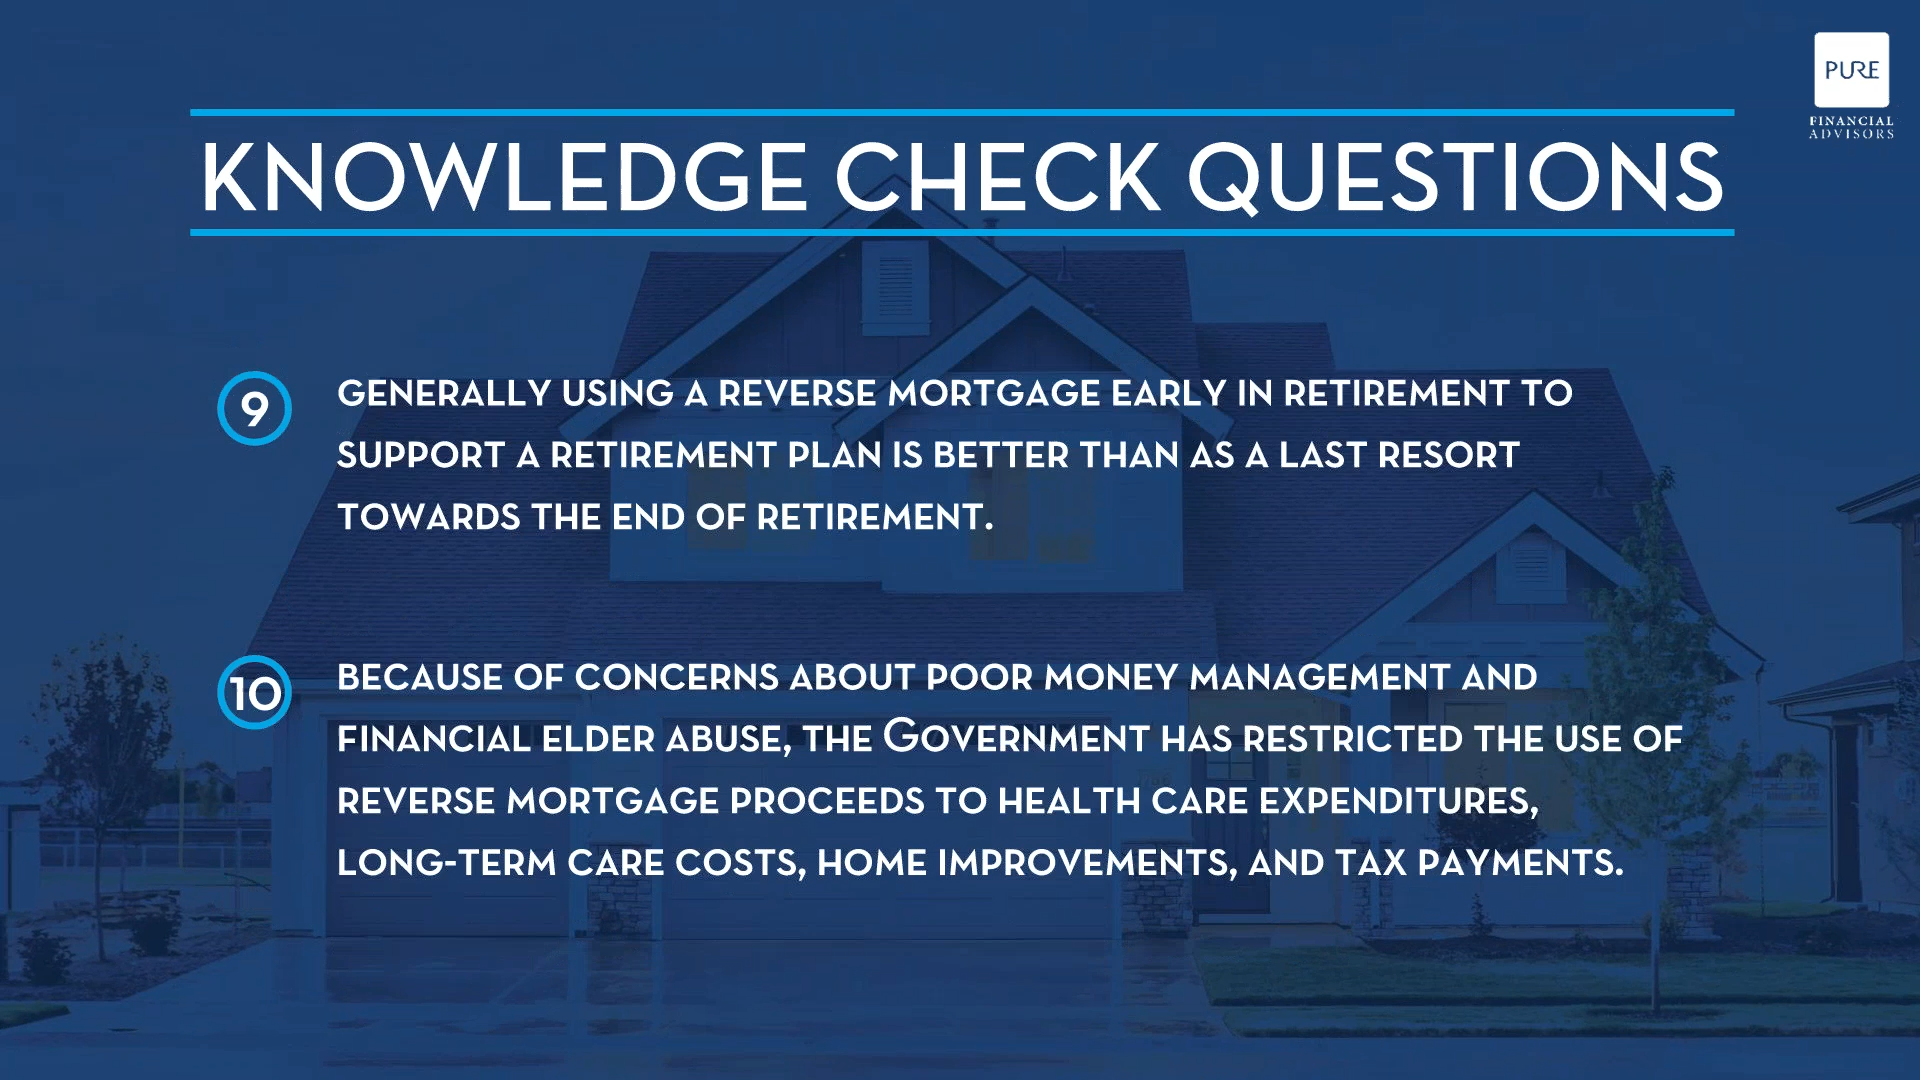 PURE
FINANCIAL
ADVISORS
KNOWLEDGE CHECK QUESTIONS
9
GENERALLY USING A REVERSE MORTGAGE EARLY IN RETIREMENT TO
SUPPORT A RETIREMENT PLAN IS BETTER THAN AS A LAST RESORT
TOWARDS THE END OF RETIREMENT.
10
BECAUSE OF CONCERNS ABOUT POOR MONEY MANAGEMENT AND
FINANCIAL ELDER ABUSE, THE GOVERNMENT HAS RESTRICTED THE USE OF
REVERSE MORTGAGE PROCEEDS TO HEALTH CARE EXPENDITURES,
LONG-TERM CARE COSTS, HOME IMPROVEMENTS, AND TAX PAYMENTS.